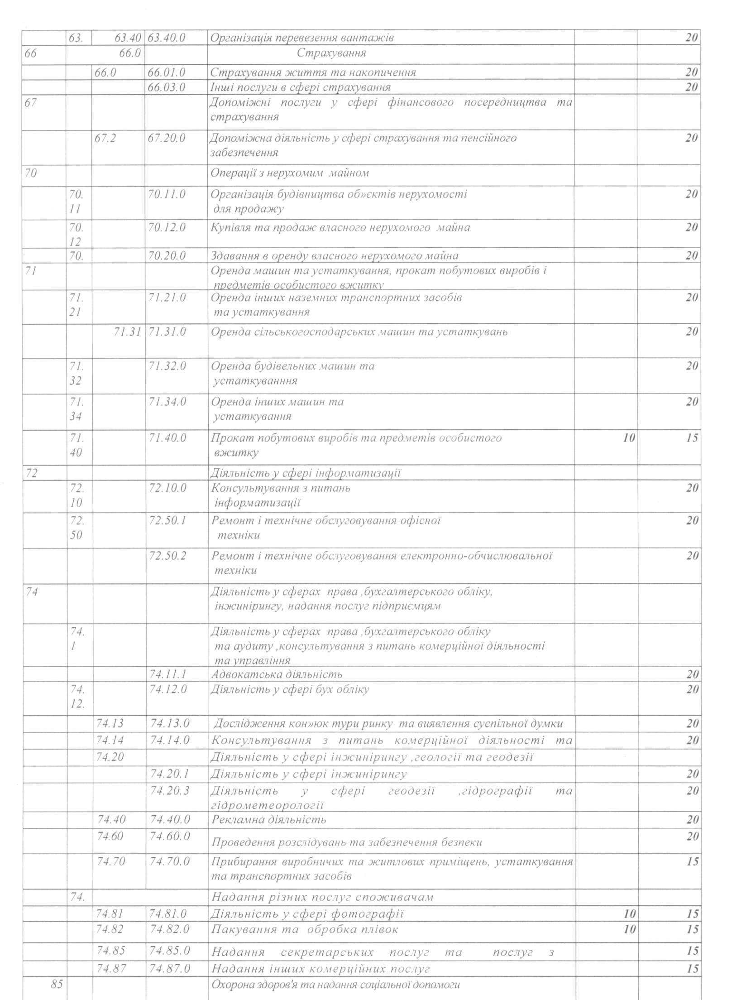 63. 63.40 63.40.0 Організація перевезення вантажів 20
66 66.0 Страхування
66.0 66.01.0 Страхування життя та накопичення 20
66.03.0 Інші послуги в сфері страхування 20
67 Допоміжні послуги у сфері фінансового посередництва та
страхування
67.2 67.20.0 Допоміжна діяльність у сфері страхування та пенсійного 20
забезпечення
70 Операції з нерухомим майном
70. 70.11.0 Організація будівництва об»єктів нерухомості 20
11 для продажу
70. 70.12.0 Купівля та продаж власного нерухомого майна 20
12
70. 70.20.0 Здавання в оренду власного нерухомого майна 20
71 Оренда машин та устаткування, прокат побутових виробів і
предметів особистого вжитку
71. 71.21.0 Оренда інших наземних транспортних засобів 20
21 та устаткування
71.31 71.31.0 Оренда сільськогосподарських машин та устаткувань 20
71. 71.32.0 Оренда будівельних машин та 20
32 устаткуванння
71. 71.34.0 Оренда інших машин та 20
34 устаткування
71. 71.40.0 Прокат побутових виробів та предметів особистого 10 15
40 вжитку
72 Діяльність у сфері інформатизації
72. 72.10.0 Консультування з питань 20
10 інформатизації
72. 72.50.1 Ремонт і технічне обслуговування офісної 20
50 техніки
72.50.2 Ремонт і технічне обслуговування електронно-обчислювальної 20
техніки
74 Діяльність у сферах права ,бухгалтерського обліку,
інжинірингу, надання послуг підприємцям
74. Діяльність у сферах права ,бухгалтерського обліку
1 та аудиту ,консультування з питань комерційної діяльності
та управління
74.11.1 Адвокатська діяльність 20
74. 74.12.0 Діяльність у сфері бух обліку 20
12.
74.13 74.13.0 Дослідження кон»юк тури ринку та виявлення суспільної думки 20
74.14 74.14.0 Консультування з питань комерційної діяльності та 20
74.20 Діяльність у сфері інжинірингу ,геології та геодезії
74.20.1 Діяльність у сфері інжинірингу 20
74.20.3 Діяльність у сфері геодезії ,гідрографії та 20
гідрометеорології
74.40 74.40.0 Рекламна діяльність 20
74.60 74.60.0 Проведення розслідувань та забезпечення безпеки 20
74.70 74.70.0 Прибирання виробничих та житлових приміщень, устаткування 15
та транспортних засобів
74. Надання різних послуг споживачам
74.81 74.81.0 Діяльність у сфері фотографії 10 15
74.82 74.82.0 Пакування та обробка плівок 10 15
74.85 74.85.0 Надання секретарських послуг та послуг з 15
74.87 74.87.0 Надання інших комерційних послуг 15
85 Охорона здоров'я та надання соціальної допомоги